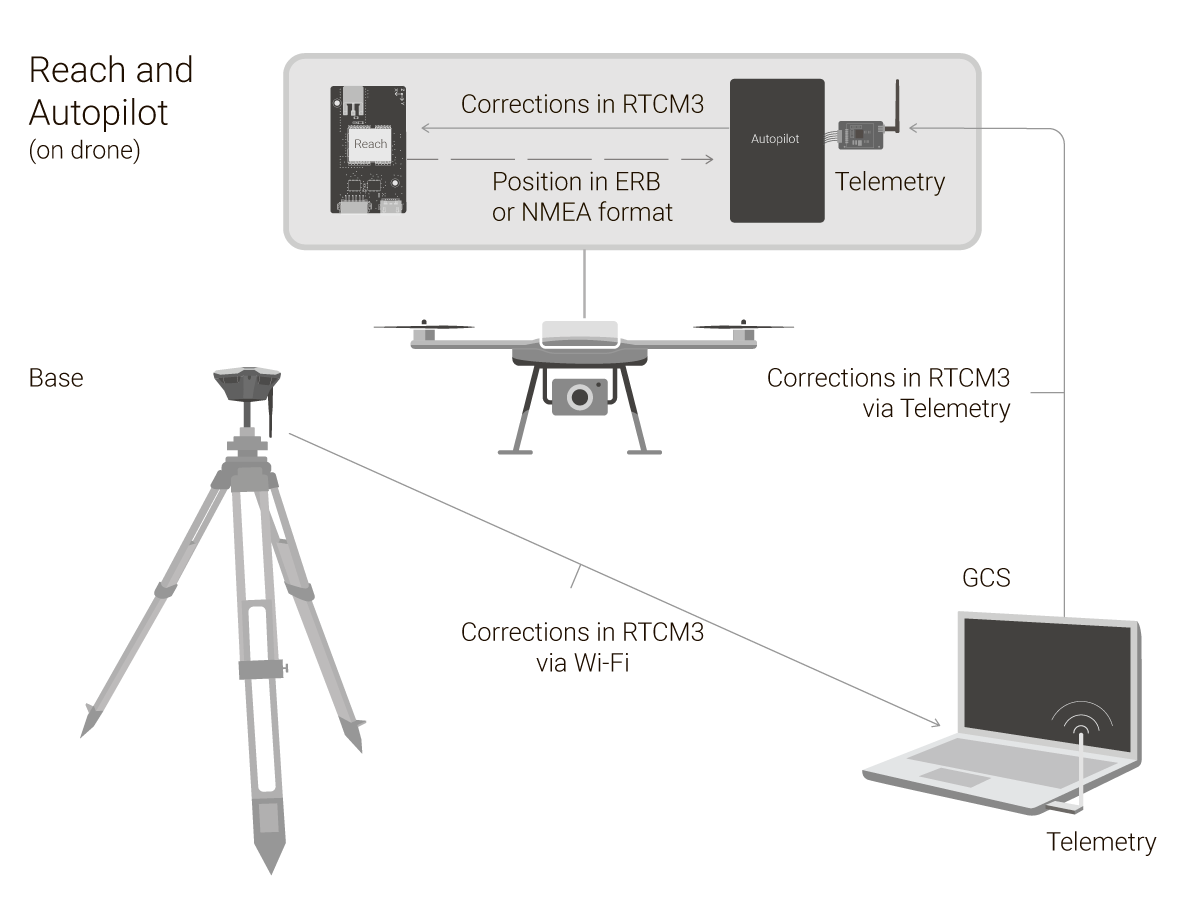 Reach and
Autopilot
(on drone)
Corrections in RTCM3
Reach
Autopilot
Position in ERB
or NMEA format
Telemetry
Base
Corrections in RTCM3
via Telemetry
GCS
Corrections in RTCM3
via Wi-Fi
Telemetry